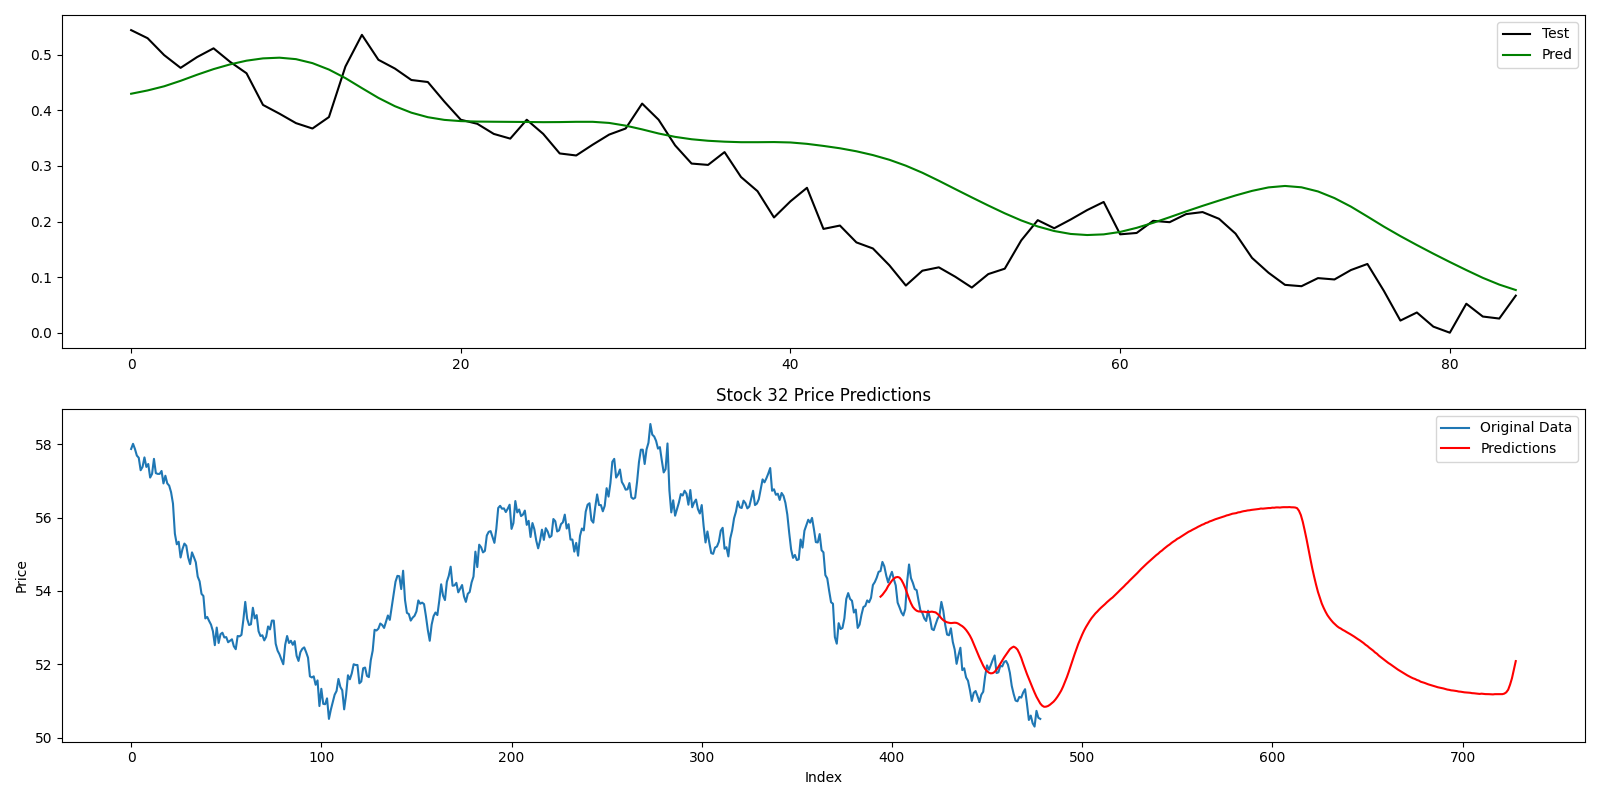 Test
Pred
0.5
0.4
0.3
0.2
0.1
0.0
0 20 40 60 80
Stock 32 Price Predictions
Original Data
Predictions
58
56
54
52
50
Price
0 100 200 300 400 500 600 700
Index